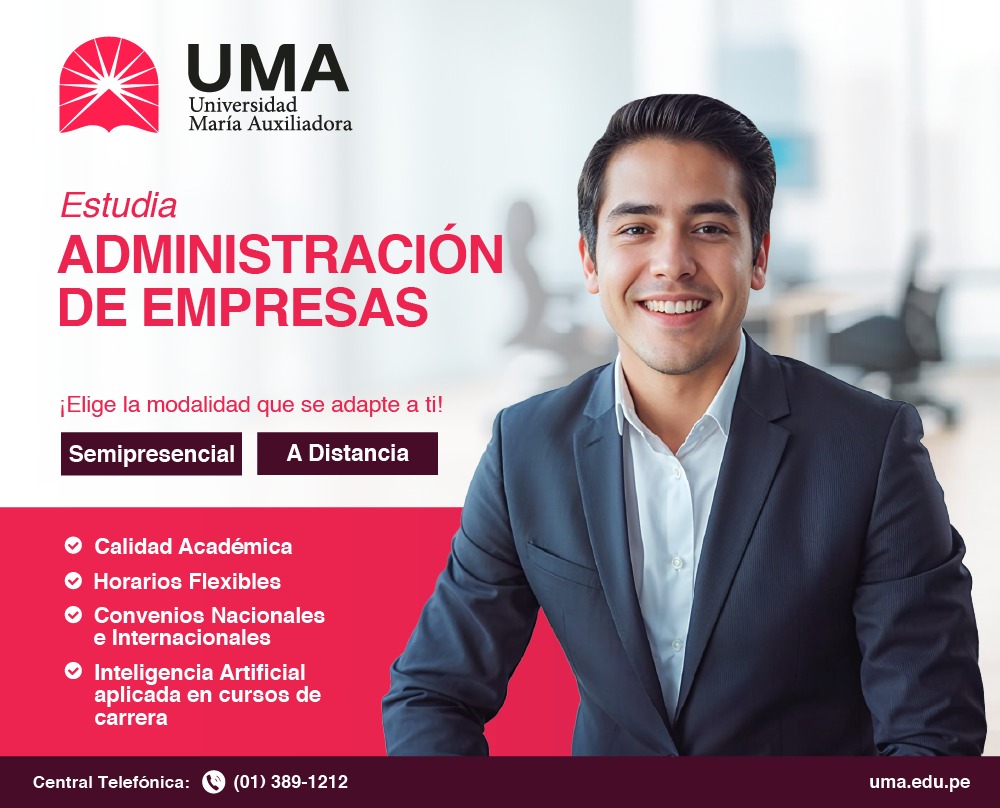 UMA
Universidad
María Auxiliadora
Estudia
ADMINISTRACIÓN
DE EMPRESAS
¡Elige la modalidad que se adapte a ti!
Semipresencial
A Distancia
Calidad Académica
Horarios Flexibles
Convenios Nacionales
e Internacionales
Inteligencia Artificial
aplicada en cursos de
carrera
Central Telefónica: (01) 389-1212
uma.edu.pe